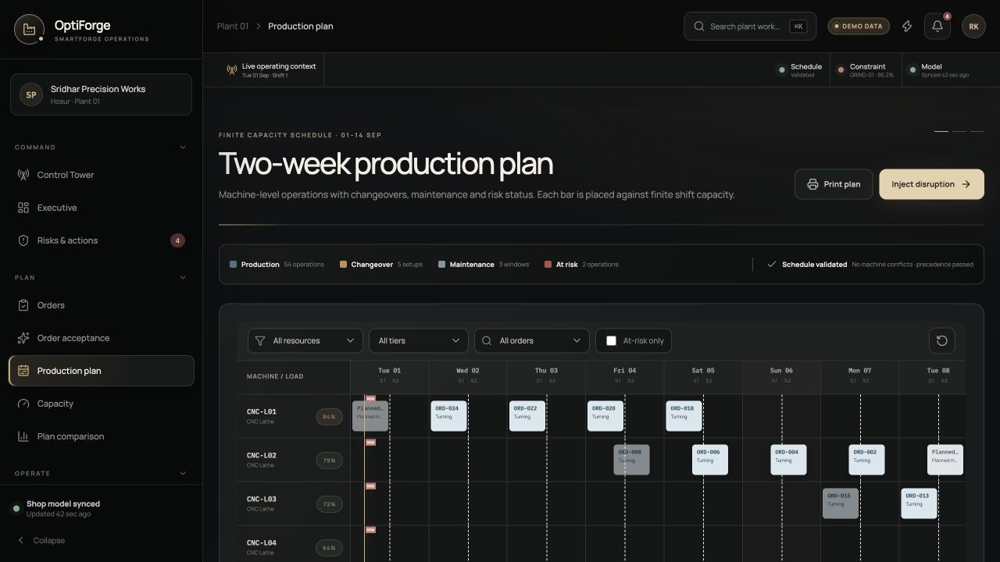 OptiForge
SMARTFORGE OPERATIONS
Plant 01 > Production plan
Search plant work...
⌘K
DEMO DATA
4
RK
Live operating context
Tue 01 Sep · Shift 1
Schedule
Validated
Constraint
GRIND-01 · 96.2%
Model
Synced 42 sec ago
SP
Sridhar Precision Works
Hosur · Plant 01
COMMAND
Control Tower
Executive
Risks & actions
4
PLAN
Orders
Order acceptance
Production plan
Capacity
Plan comparison
OPERATE
Shop model synced
Updated 42 sec ago
Collapse
FINITE CAPACITY SCHEDULE · 01–14 SEP
Two-week production plan
Machine-level operations with changeovers, maintenance and risk status. Each bar is placed against finite shift capacity.
Print plan
Inject disruption
Production 54 operations
Changeover 5 setups
Maintenance 3 windows
At risk 2 operations
Schedule validated No machine conflicts · precedence passed
All resources
All tiers
All orders
At-risk only
MACHINE / LOAD
Tue 01
S1 S2
Wed 02
S1 S2
Thu 03
S1 S2
Fri 04
S1 S2
Sat 05
S1 S2
Sun 06
S1 S2
Mon 07
S1 S2
Tue 08
S1 S2
CNC-L01
CNC Lathe
84%
NOW
Planned...
Planned m...
ORD-024
Turning
ORD-022
Turning
ORD-020
Turning
ORD-018
Turning
CNC-L02
CNC Lathe
79%
NOW
ORD-008
Turning
ORD-006
Turning
ORD-004
Turning
ORD-002
Turning
Planned...
Planned m...
CNC-L03
CNC Lathe
72%
NOW
ORD-015
Turning
ORD-013
Turning
CNC-L04
CNC Lathe
64%
NOW